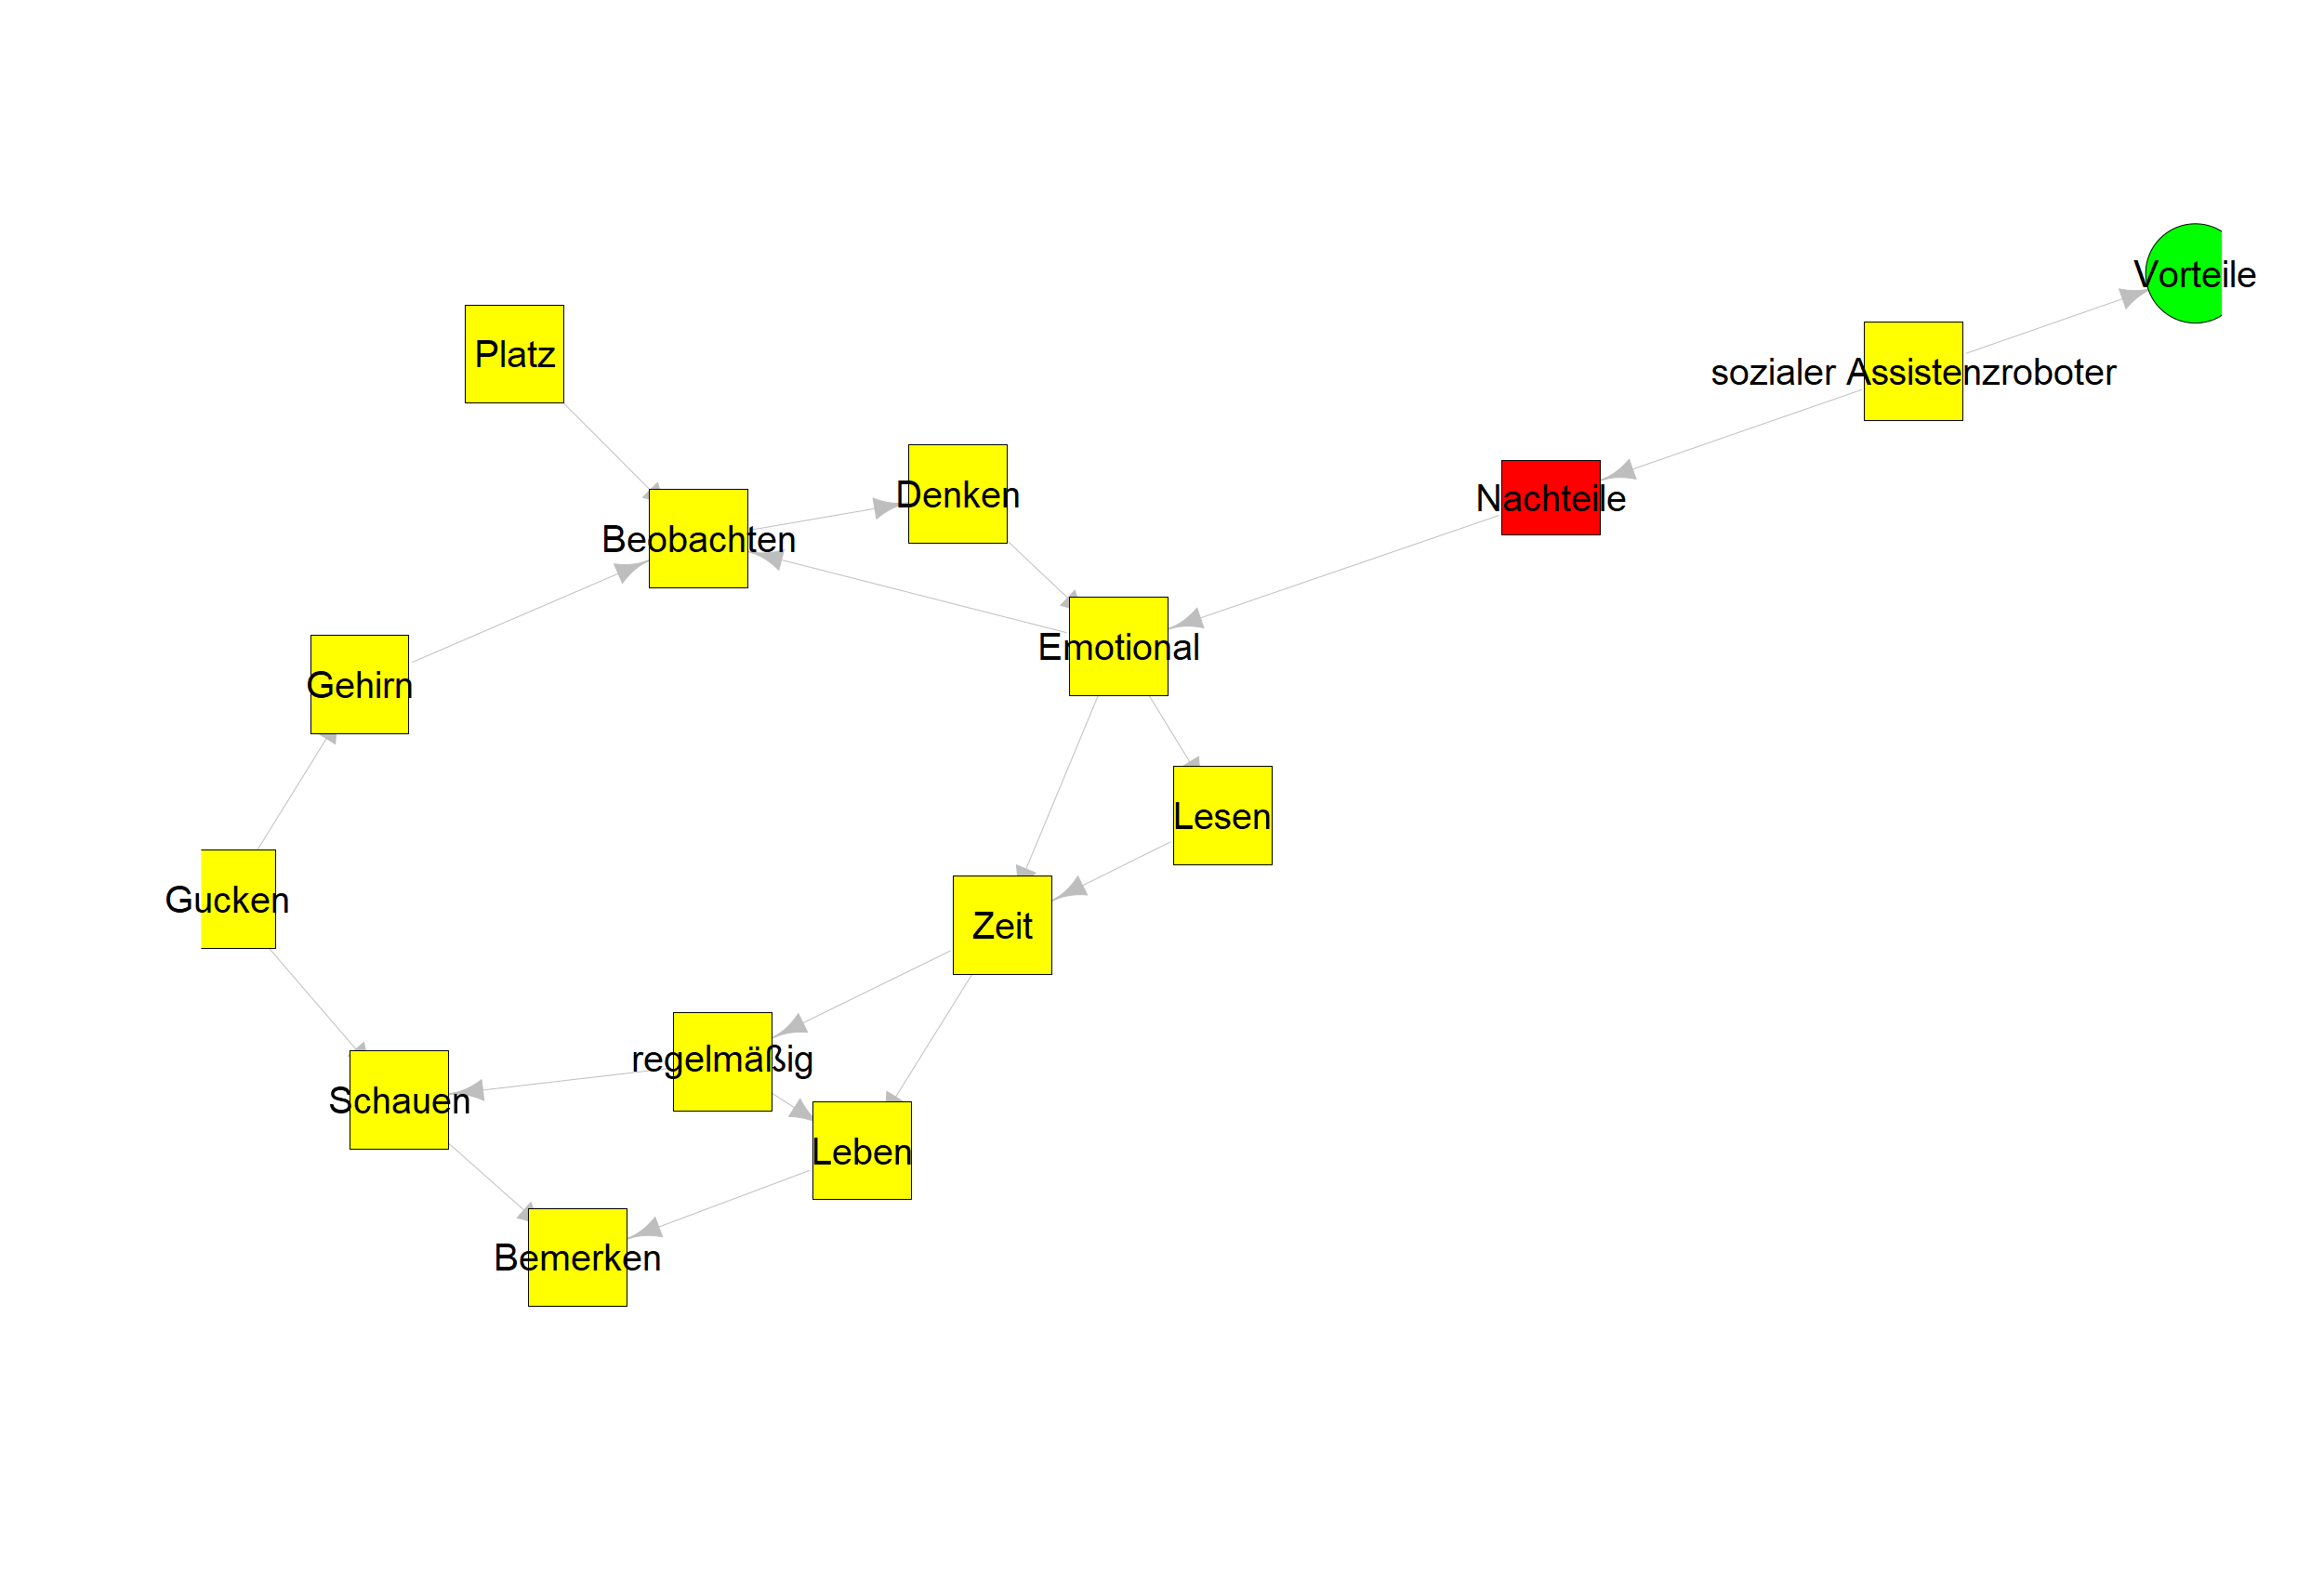 Vorteile
Platz
sozialer Assistenzroboter
Denken
Nachteile
Beobachten
Emotional
Gehirn
Lesen
Gucken
Zeit
regelmäßig
Schauen
Leben
Bemerken